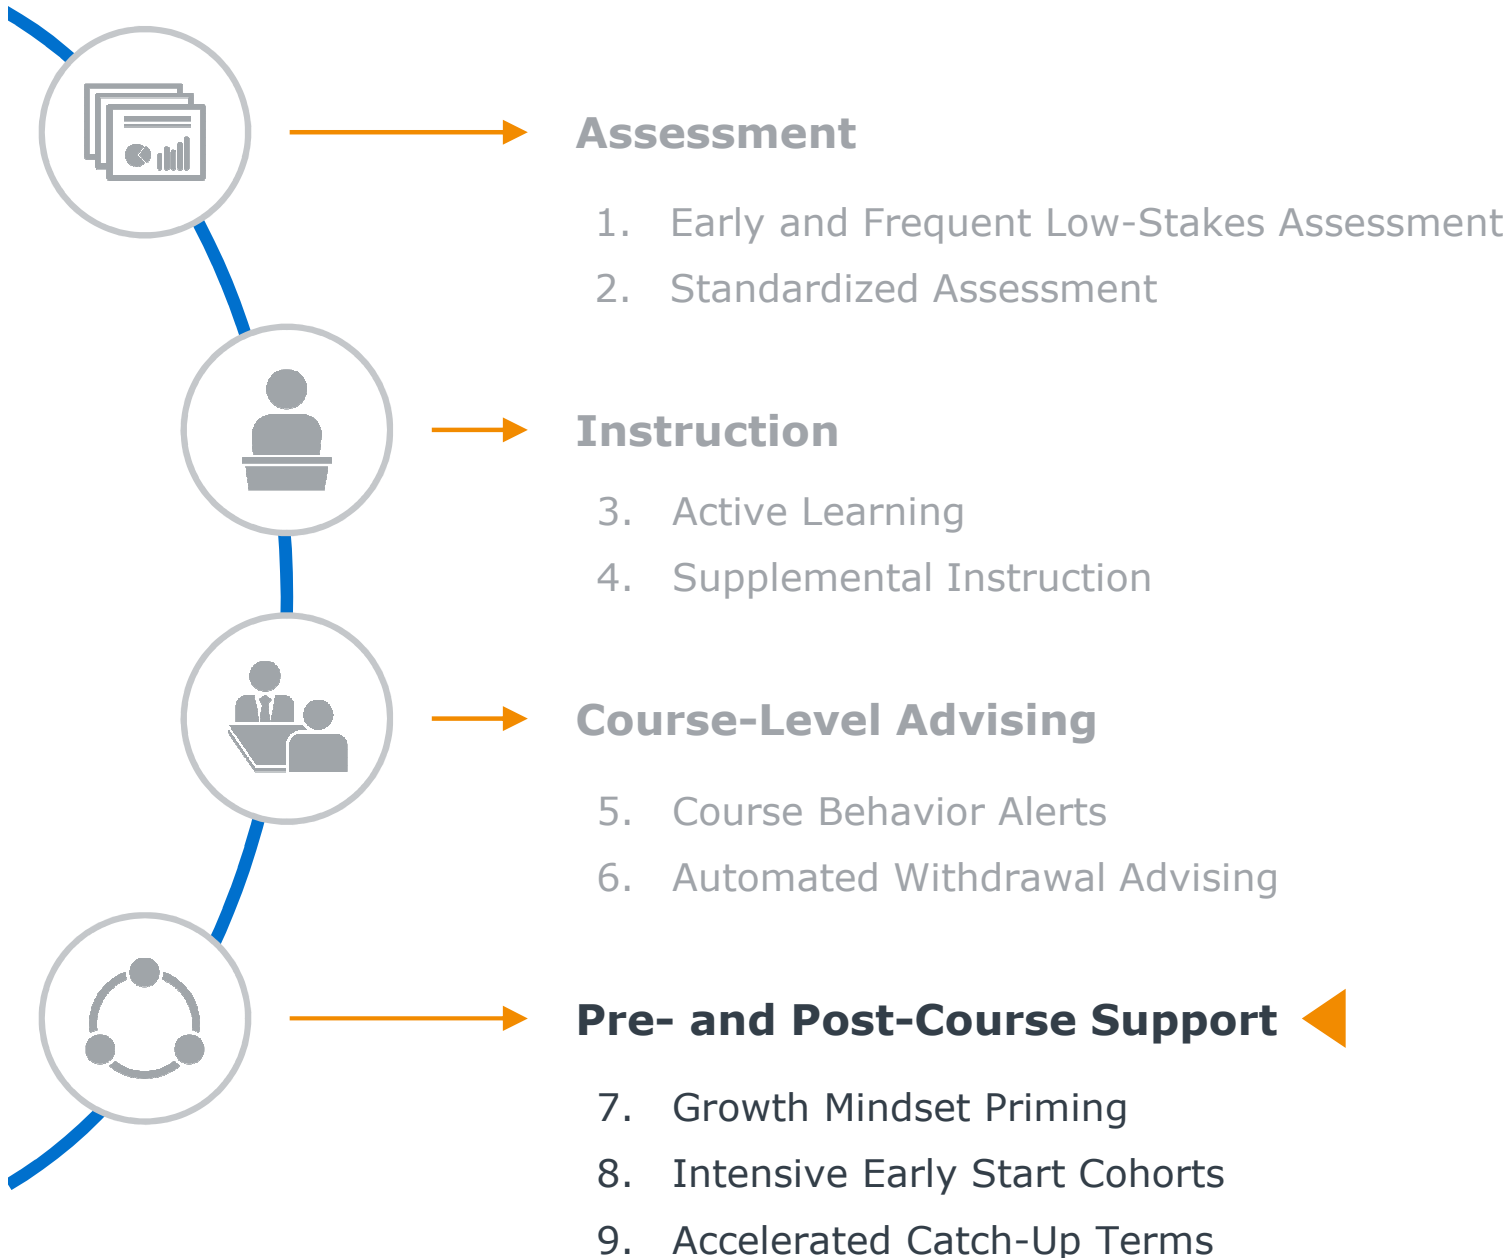 Assessment
1. Early and Frequent Low-Stakes Assessment
2. Standardized Assessment
Instruction
3. Active Learning
4. Supplemental Instruction
Course-Level Advising
5. Course Behavior Alerts
6. Automated Withdrawal Advising
Pre- and Post-Course Support
7. Growth Mindset Priming
8. Intensive Early Start Cohorts
9. Accelerated Catch-Up Terms